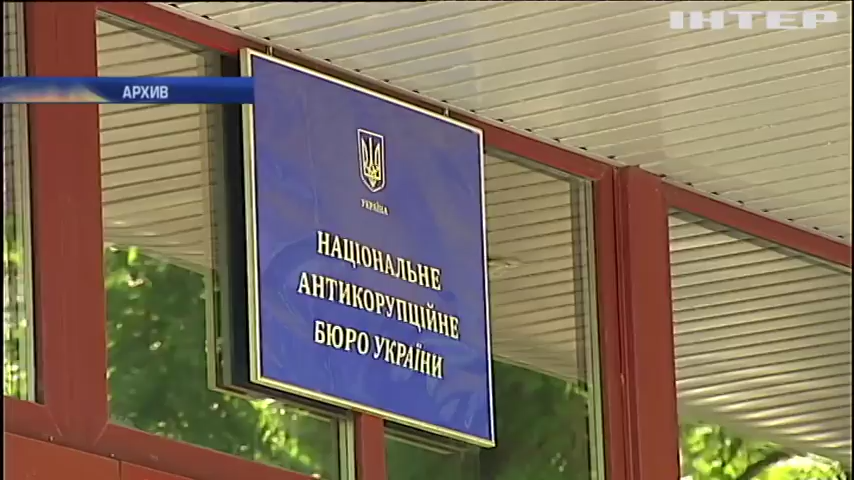 ІНТЕР
АРХИВ
УКРАЇНА
НАЦІОНАЛЬНЕ
АНТИКОРУПЦІЙНЕ
БЮРО УКРАЇНИ